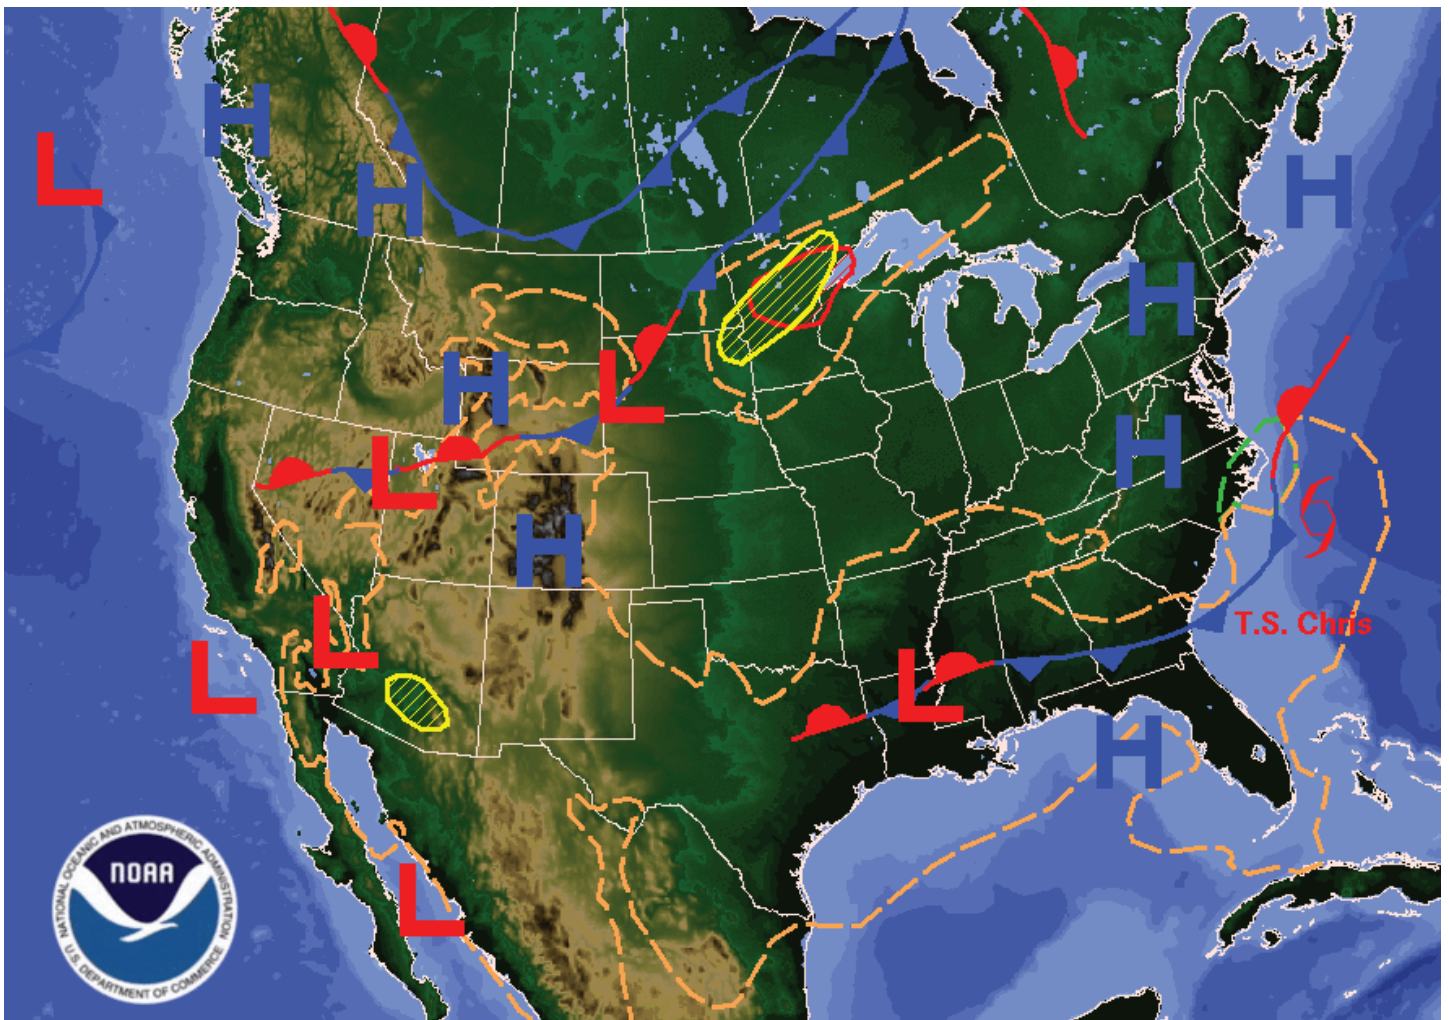 H
L
H
H
H
H
L
L
H
L
H
T.S. Chris
L
L
L
H
L
NOAA
NATIONAL OCEANIC AND ATMOSPHERIC ADMINISTRATION
U.S. DEPARTMENT OF COMMERCE